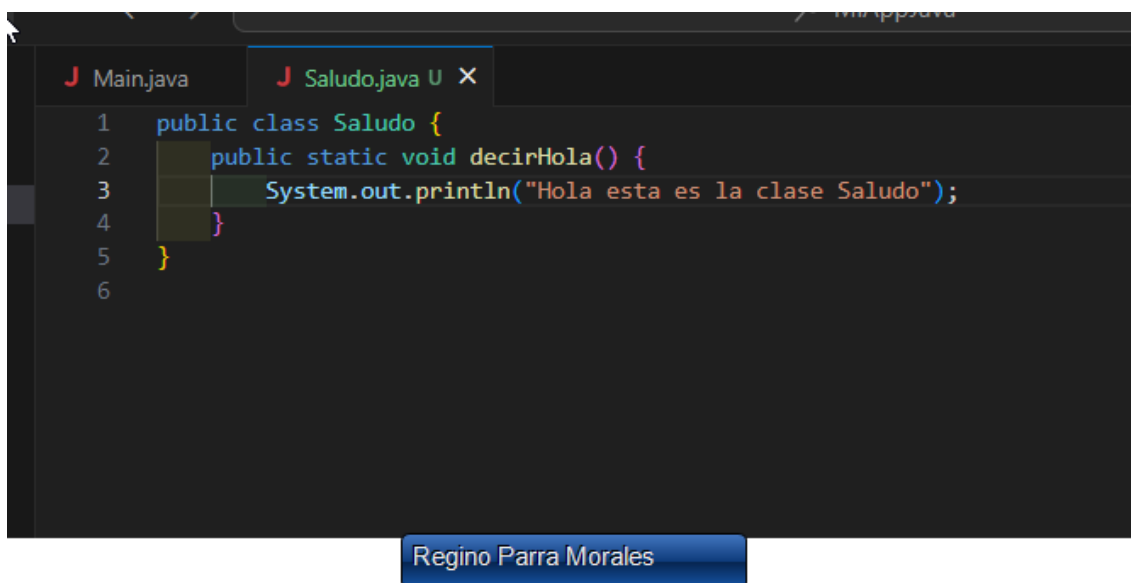 MiAppJava
Main.java Saludo.java U
1 public class Saludo {
2 public static void decirHola() {
3 System.out.println("Hola esta es la clase Saludo");
4 }
5 }
6
Regino Parra Morales